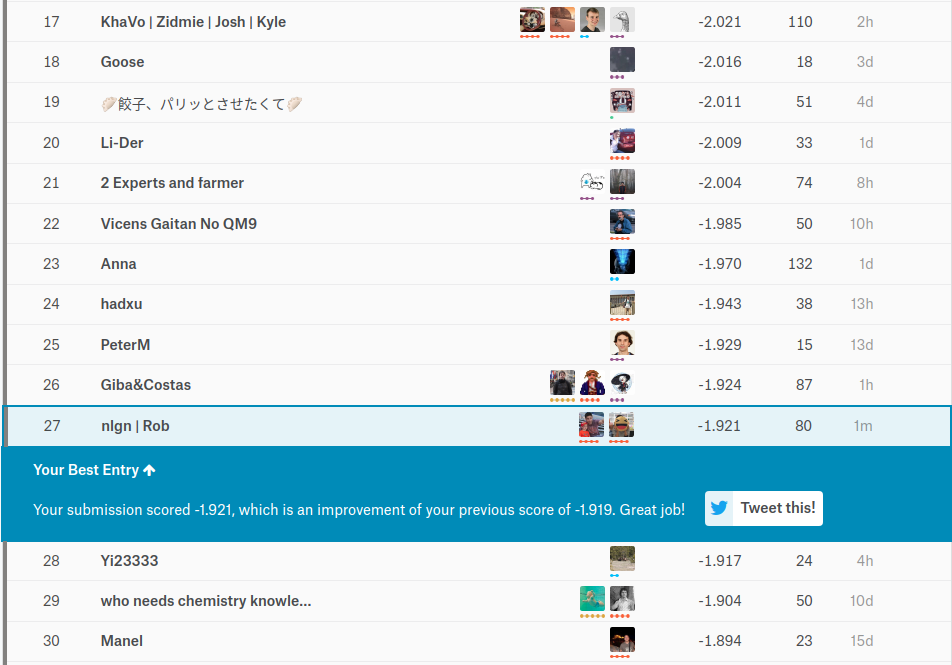 17 KhaVo | Zidmie | Josh | Kyle -2.021 110 2h
18 Goose -2.016 18 3d
19 🥟餃子、パリッとさせたくて🥟 -2.011 51 4d
20 Li-Der -2.009 33 1d
21 2 Experts and farmer -2.004 74 8h
22 Vicens Gaitan No QM9 -1.985 50 10h
23 Anna -1.970 132 1d
24 hadxu -1.943 38 13h
25 PeterM -1.929 15 13d
26 Giba&Costas -1.924 87 1h
27 nlgn | Rob -1.921 80 1m
Your Best Entry ↑
Your submission scored -1.921, which is an improvement of your previous score of -1.919. Great job! Tweet this!
28 Yi23333 -1.917 24 4h
29 who needs chemistry knowle... -1.904 50 10d
30 Manel -1.894 23 15d